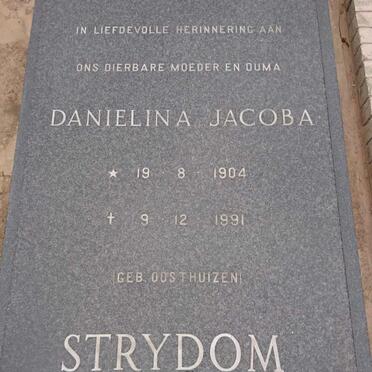 IN LIEFDEVOLLE HERINNERING AAN
ONS DIERBARE MOEDER EN OUMA
DANIELINA JACOBA
★ 19 - 8 - 1904
✝ 9 - 12 - 1991
(GEB. OOSTHUIZEN)
STRYDOM